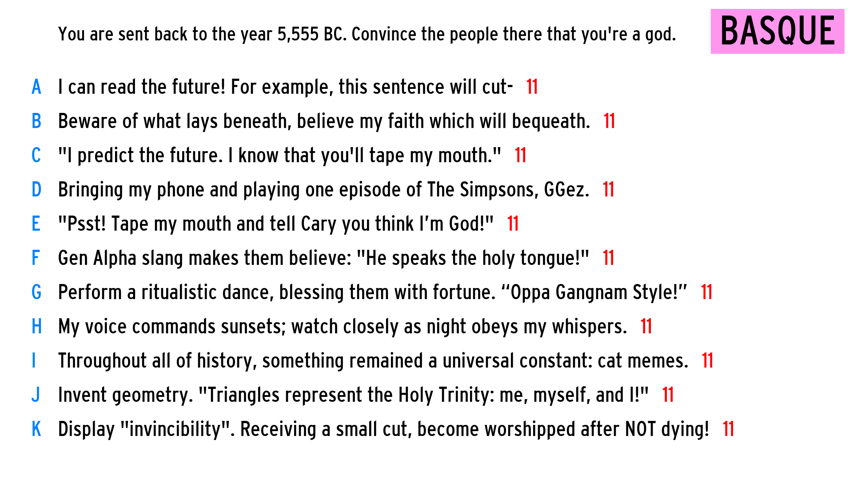 You are sent back to the year 5,555 BC. Convince the people there that you're a god.
BASQUE
A I can read the future! For example, this sentence will cut- 11
B Beware of what lays beneath, believe my faith which will bequeath. 11
C "I predict the future. I know that you'll tape my mouth." 11
D Bringing my phone and playing one episode of The Simpsons, GGez. 11
E "Psst! Tape my mouth and tell Cary you think I’m God!" 11
F Gen Alpha slang makes them believe: "He speaks the holy tongue!" 11
G Perform a ritualistic dance, blessing them with fortune. “Oppa Gangnam Style!” 11
H My voice commands sunsets; watch closely as night obeys my whispers. 11
I Throughout all of history, something remained a universal constant: cat memes. 11
J Invent geometry. "Triangles represent the Holy Trinity: me, myself, and I!" 11
K Display "invincibility". Receiving a small cut, become worshipped after NOT dying! 11